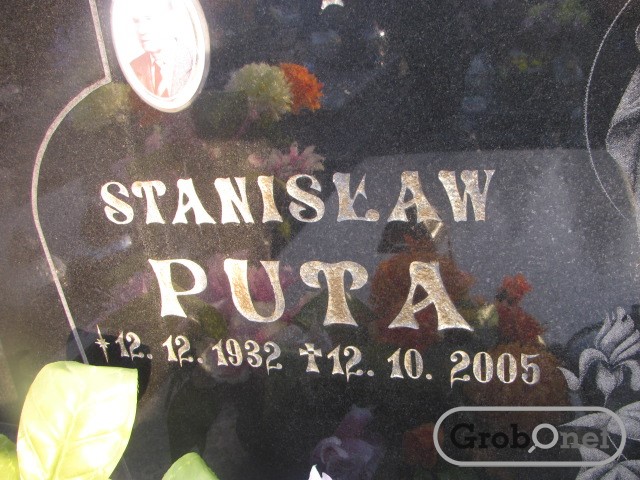 STANISŁAW
PUTA
* 12. 12. 1932 ✝ 12. 10. 2005
GrobOnet